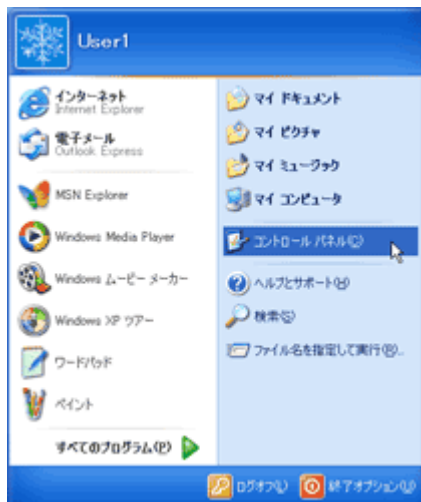 User1
インターネット
Internet Explorer
電子メール
Outlook Express
MSN Explorer
Windows Media Player
Windows ムービー メーカー
Windows XP ツアー
ワードパッド
ペイント
すべてのプログラム(P)
マイ ドキュメント
マイ ピクチャ
マイ ミュージック
マイ コンピュータ
コントロール パネル(C)
ヘルプとサポート(H)
検索(S)
ファイル名を指定して実行(R)...
ログオフ(L)
終了オプション(U)